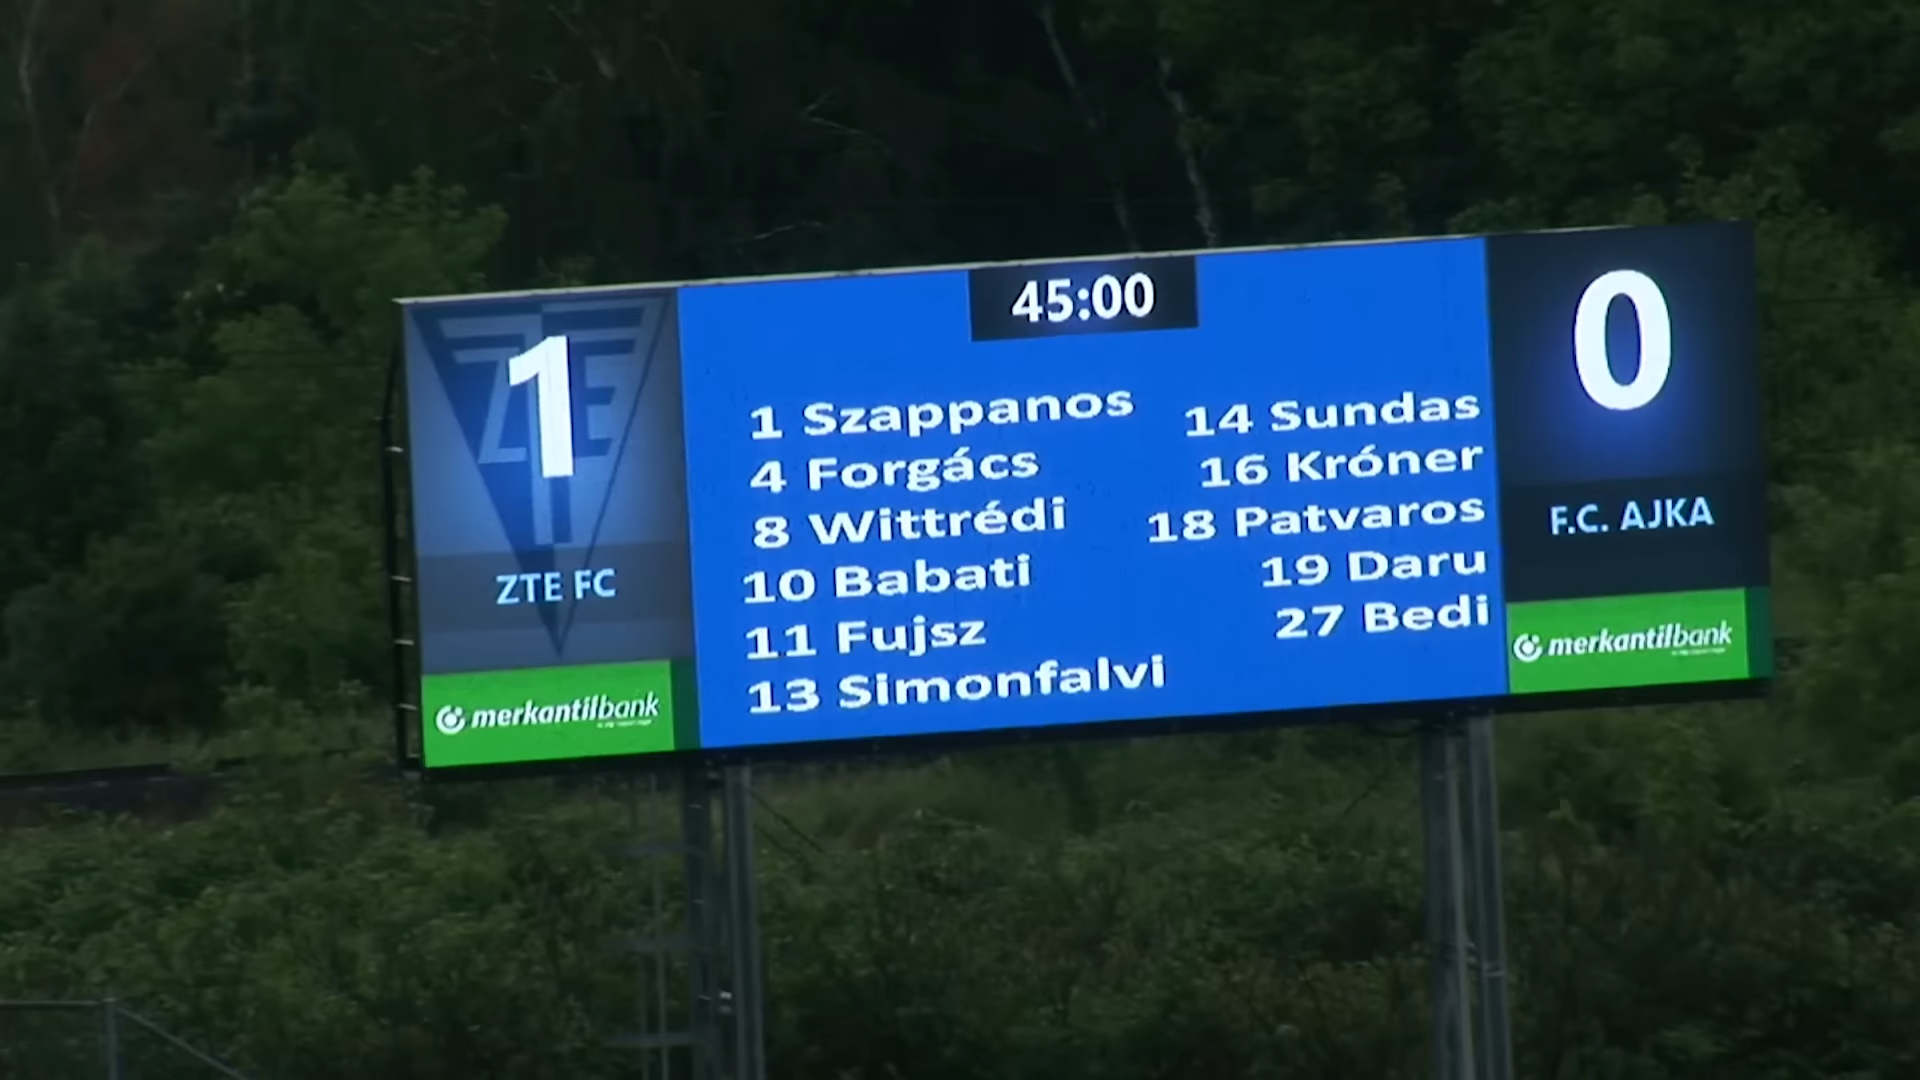 45:00
1
ZTE FC
merkantilbank
1 Szappanos
4 Forgács
8 Wittrédi
10 Babati
11 Fujsz
13 Simonfalvi
14 Sundas
16 Króner
18 Patvaros
19 Daru
27 Bedi
0
F.C. AJKA
merkantilbank
ZTE